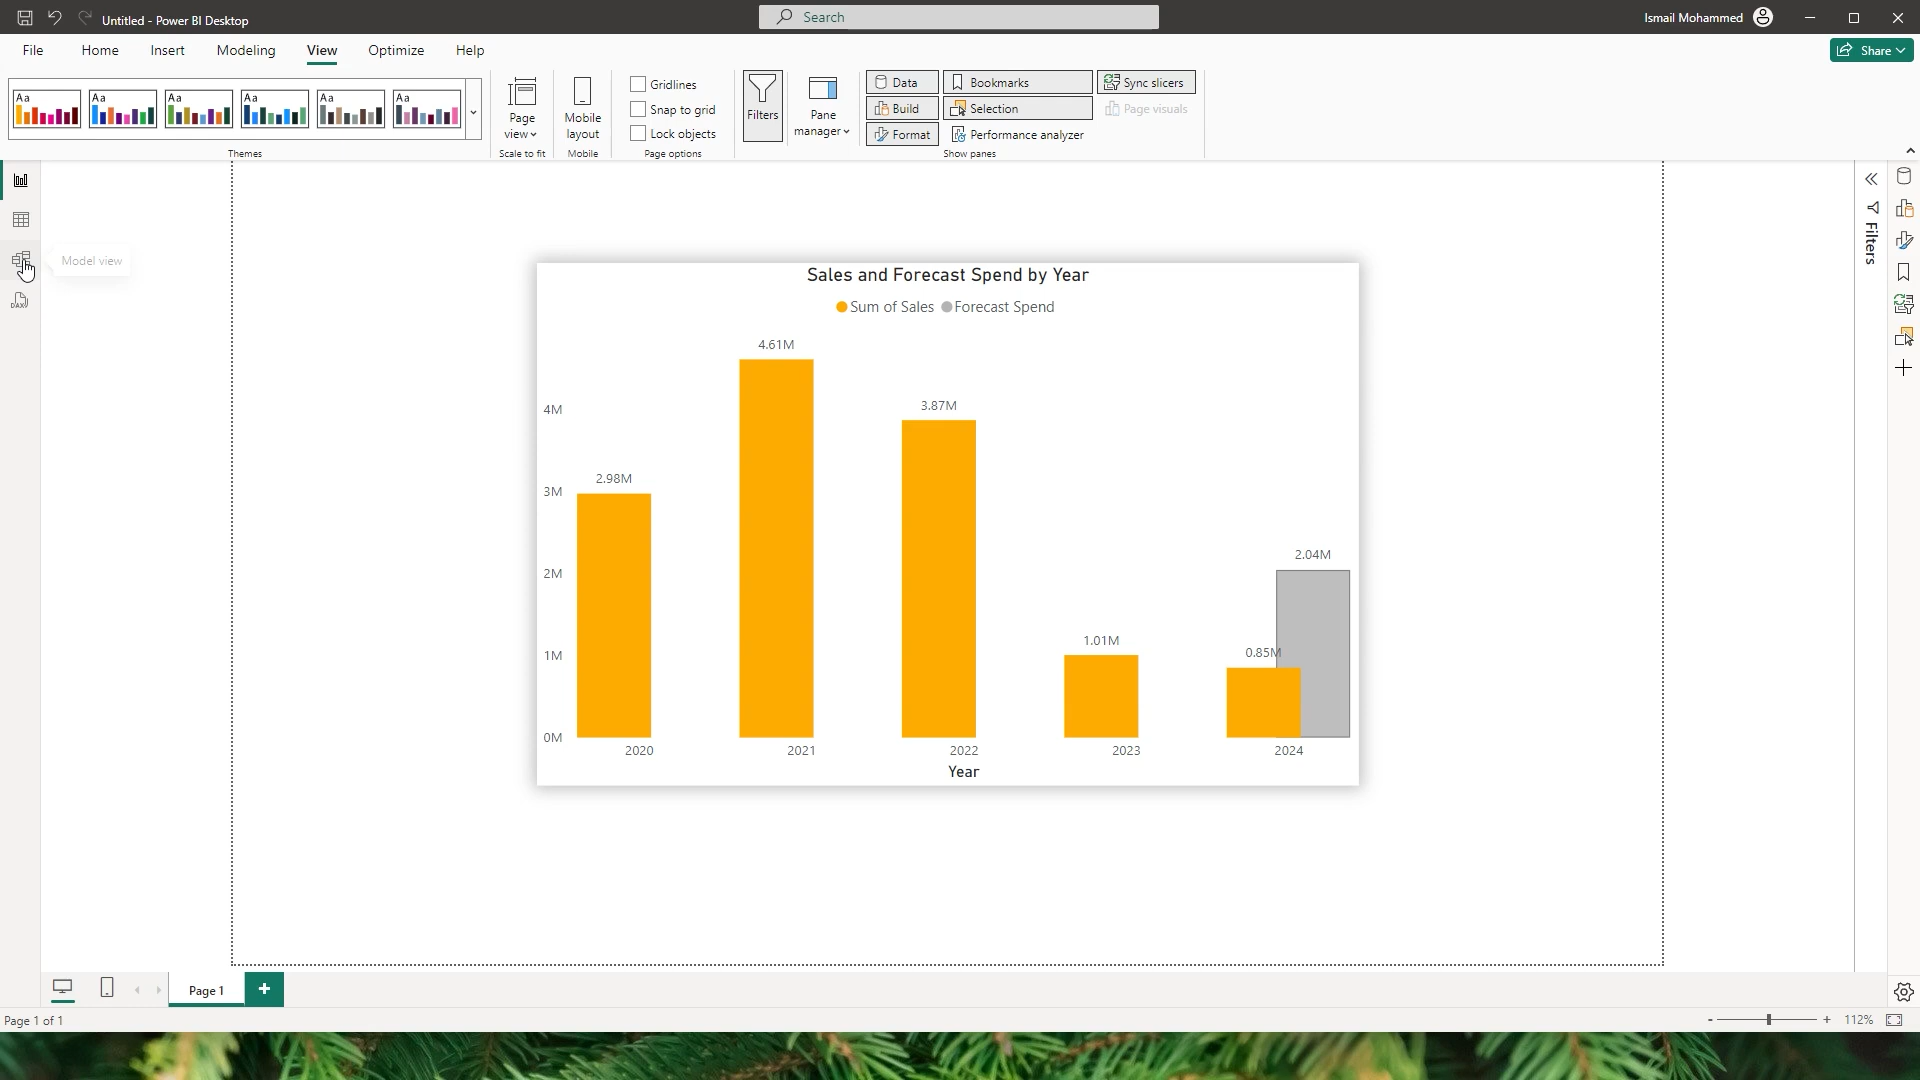 Untitled - Power BI Desktop
Search
Ismail Mohammed
File Home Insert Modeling View Optimize Help
Share
Aa Aa Aa Aa Aa Aa
Themes
Page view
Scale to fit
Mobile layout
Mobile
Gridlines
Snap to grid
Lock objects
Page options
Filters
Pane manager
Data
Build
Format
Bookmarks
Selection
Performance analyzer
Sync slicers
Page visuals
Show panes
Model view
DAX
Filters
Sales and Forecast Spend by Year
Sum of Sales Forecast Spend
4.61M
3.87M
4M
2.98M
3M
2.04M
2M
1.01M
0.85M
1M
0M
2020 2021 2022 2023 2024
Year
Page 1
+
Page 1 of 1
- + 112%